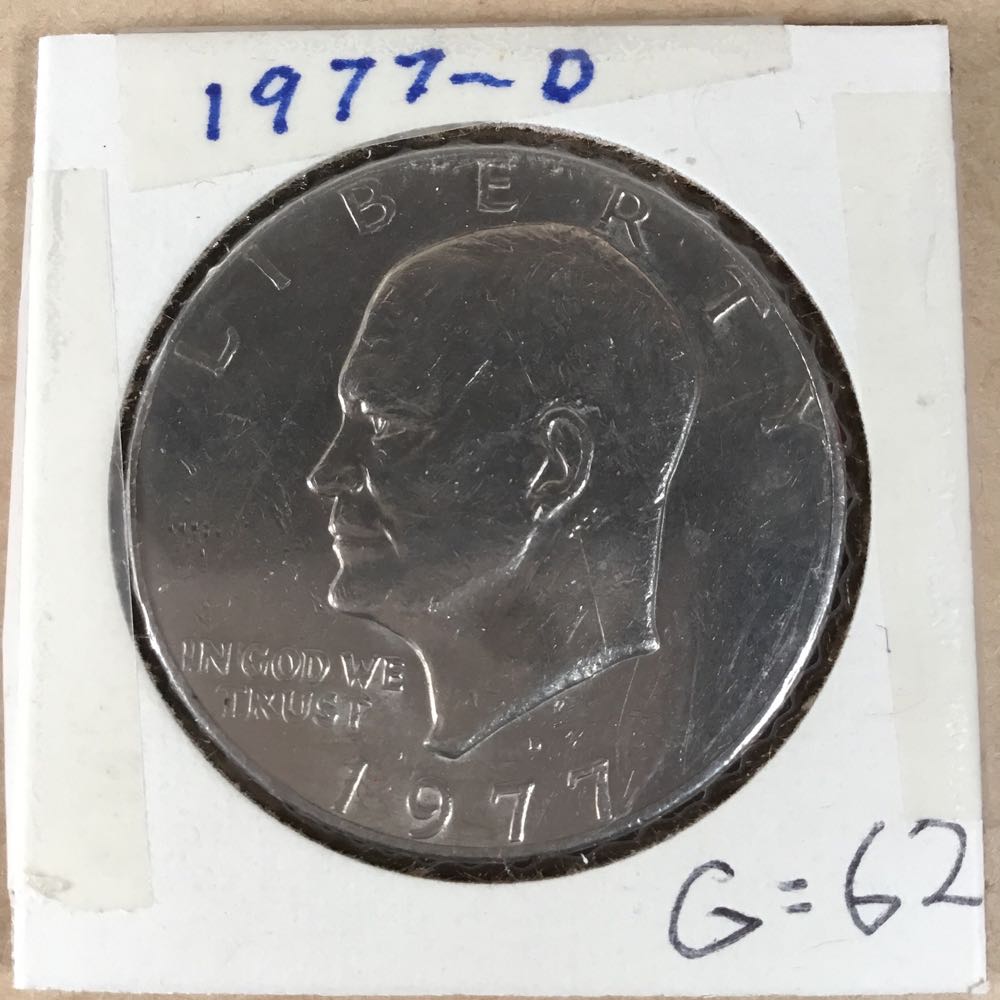 1977-D
LIBERTY
IN GOD WE
TRUST
1977
G=62